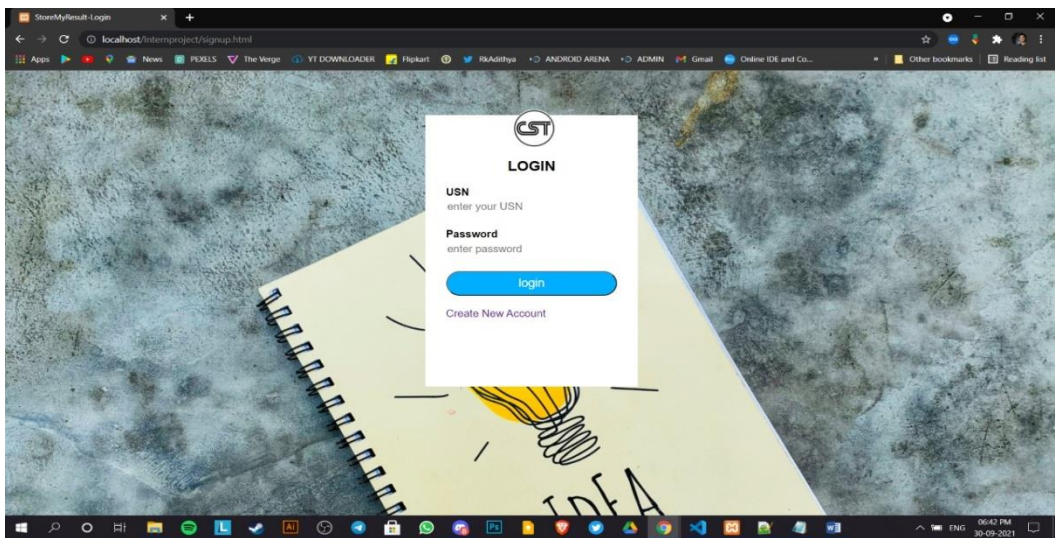 StoreMyResult-Login
localhost/Internproject/signup.html
Apps News PEXELS The Verge YT DOWNLOADER Flipkart RkAdithya ANDROID ARENA ADMIN Gmail Online IDE and Co... » Other bookmarks Reading list
CST
LOGIN
USN
enter your USN
Password
enter password
login
Create New Account
IDEA
L Ai Ps W ENG 06:42 PM
30-09-2021